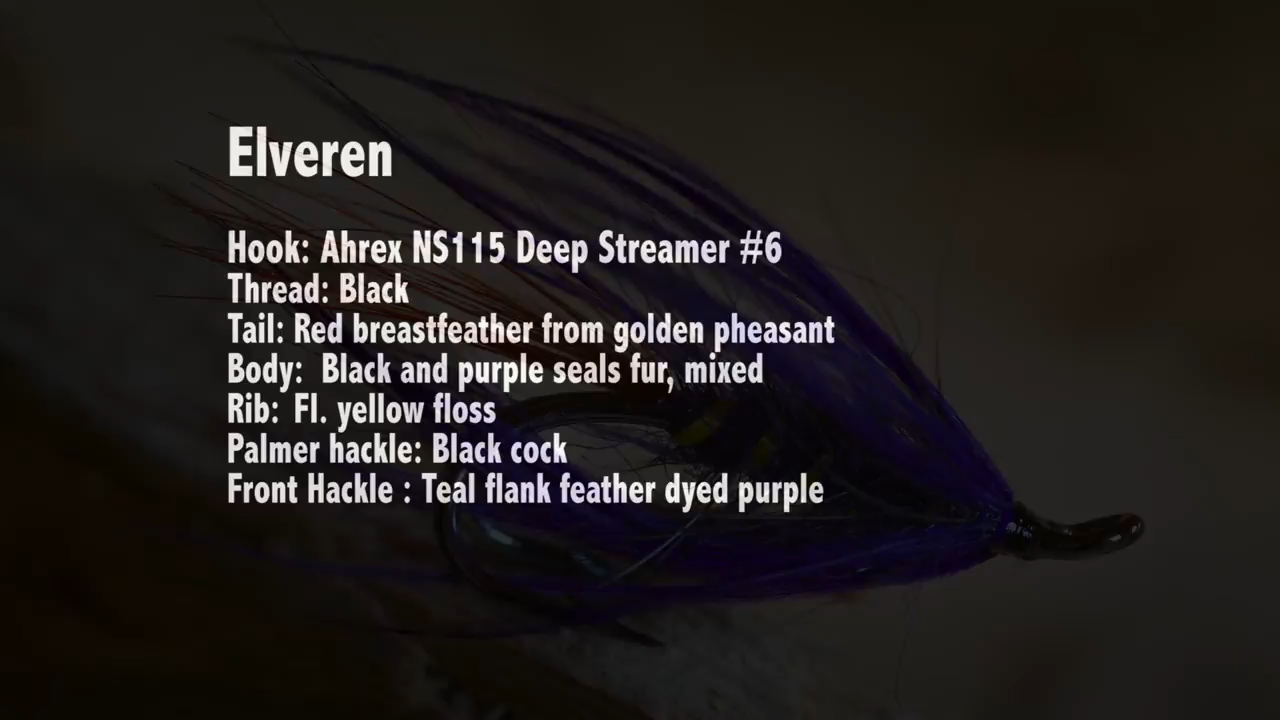 Elveren
Hook: Ahrex NS115 Deep Streamer #6
Thread: Black
Tail: Red breastfeather from golden pheasant
Body:  Black and purple seals fur, mixed
Rib:  Fl. yellow floss
Palmer hackle: Black cock
Front Hackle : Teal flank feather dyed purple